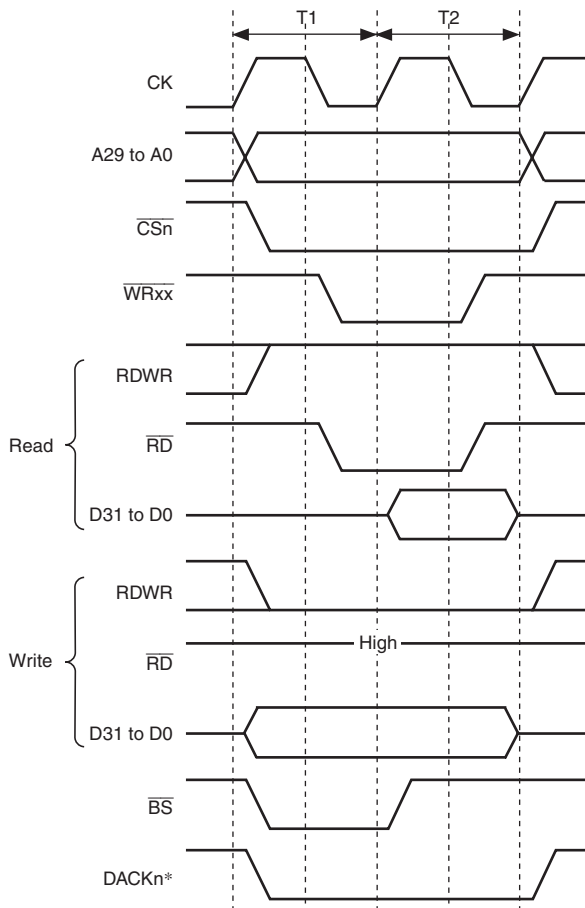 T1 T2
CK
A29 to A0
CSn
WRxx
RDWR
Read
RD
D31 to D0
RDWR
High
Write
RD
D31 to D0
BS
DACKn*